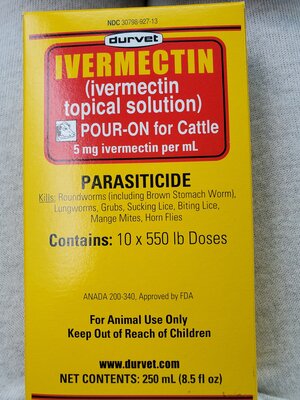 NDC 30798-927-13
durvet
IVERMECTIN
(ivermectin
topical solution)
POUR-ON for Cattle
5 mg ivermectin per mL
PARASITICIDE
Kills: Roundworms (including Brown Stomach Worm),
Lungworms, Grubs, Sucking Lice, Biting Lice,
Mange Mites, Horn Flies
Contains: 10 x 550 lb Doses
ANADA 200-340, Approved by FDA
For Animal Use Only
Keep Out of Reach of Children
www.durvet.com
NET CONTENTS: 250 mL (8.5 fl oz)